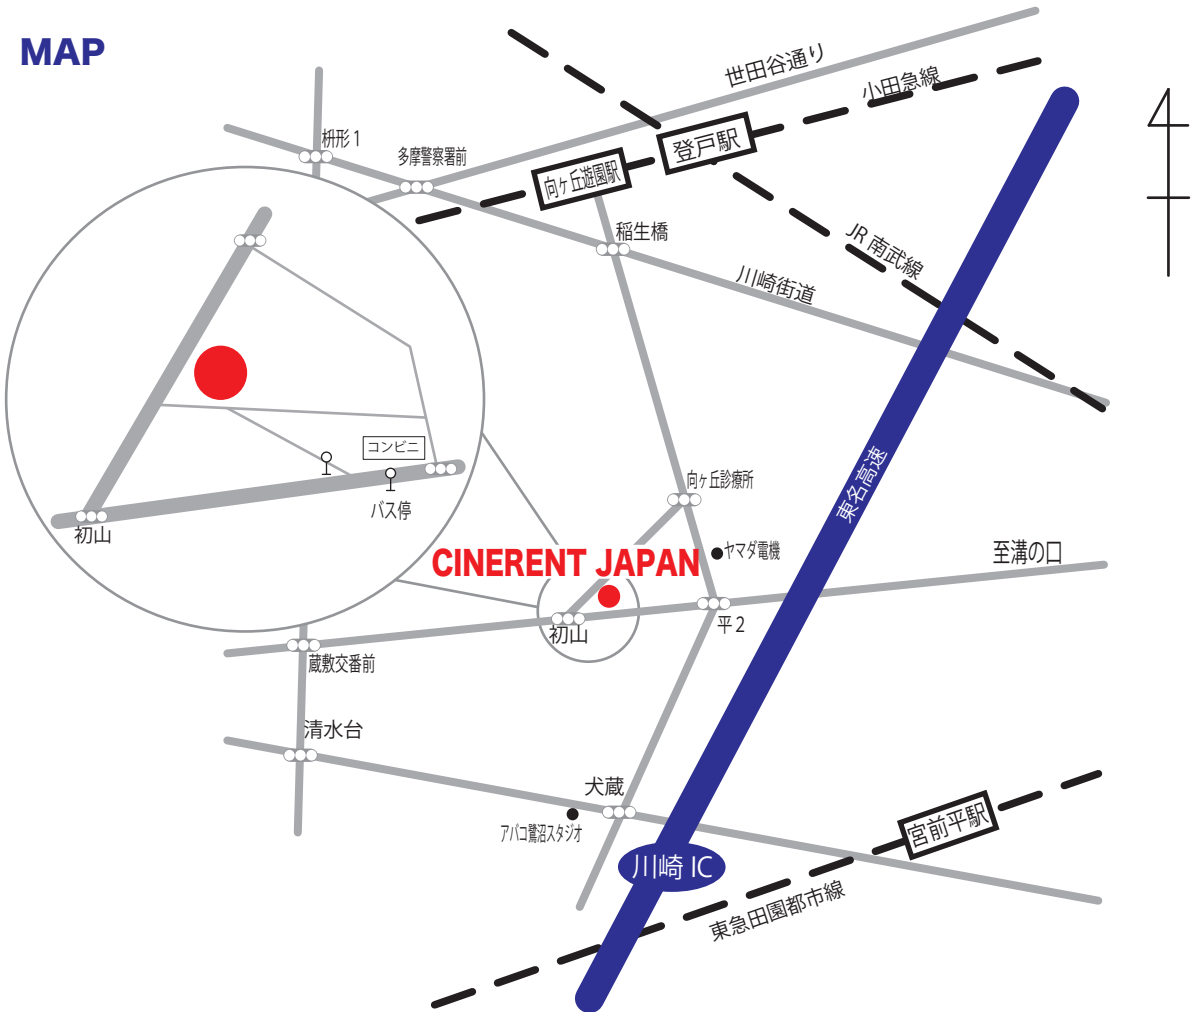 MAP
世田谷通り
小田急線
枡形 1
多摩警察署前
登戸駅
向ヶ丘遊園駅
稲生橋
JR 南武線
川崎街道
コンビニ
バス停
初山
向ヶ丘診療所
東名高速
CINERENT JAPAN
ヤマダ電機
至溝の口
初山
平 2
蔵敷交番前
清水台
犬蔵
アバコ鷺沼スタジオ
宮前平駅
川崎 IC
東急田園都市線